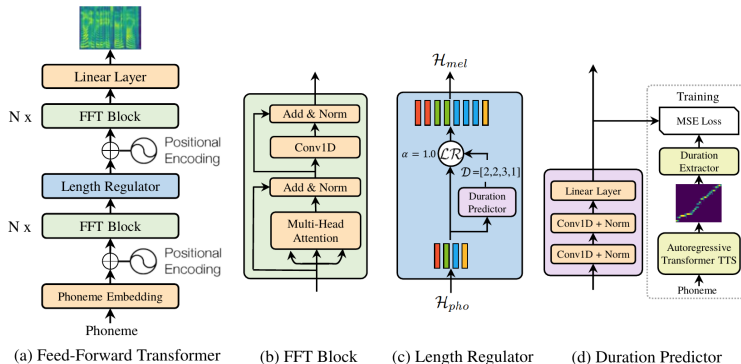 Linear Layer
N x
FFT Block
Positional
Encoding
Length Regulator
N x
FFT Block
Positional
Encoding
Phoneme Embedding
Phoneme
(a) Feed-Forward Transformer
Add & Norm
Conv1D
Add & Norm
Multi-Head
Attention
(b) FFT Block
ℋmel
α = 1.0
ℒℛ
𝒟=[2,2,3,1]
Duration
Predictor
ℋpho
(c) Length Regulator
Training
MSE Loss
Duration
Extractor
Linear Layer
Conv1D + Norm
Conv1D + Norm
Autoregressive
Transformer TTS
Phoneme
(d) Duration Predictor